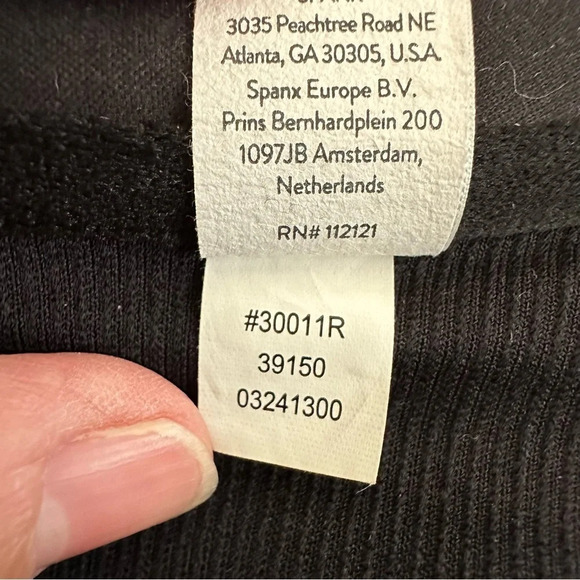 3035 Peachtree Road NE
Atlanta, GA 30305, U.S.A.
Spanx Europe B.V.
Prins Bernhardplein 200
1097JB Amsterdam,
Netherlands
RN# 112121
#30011R
39150
03241300